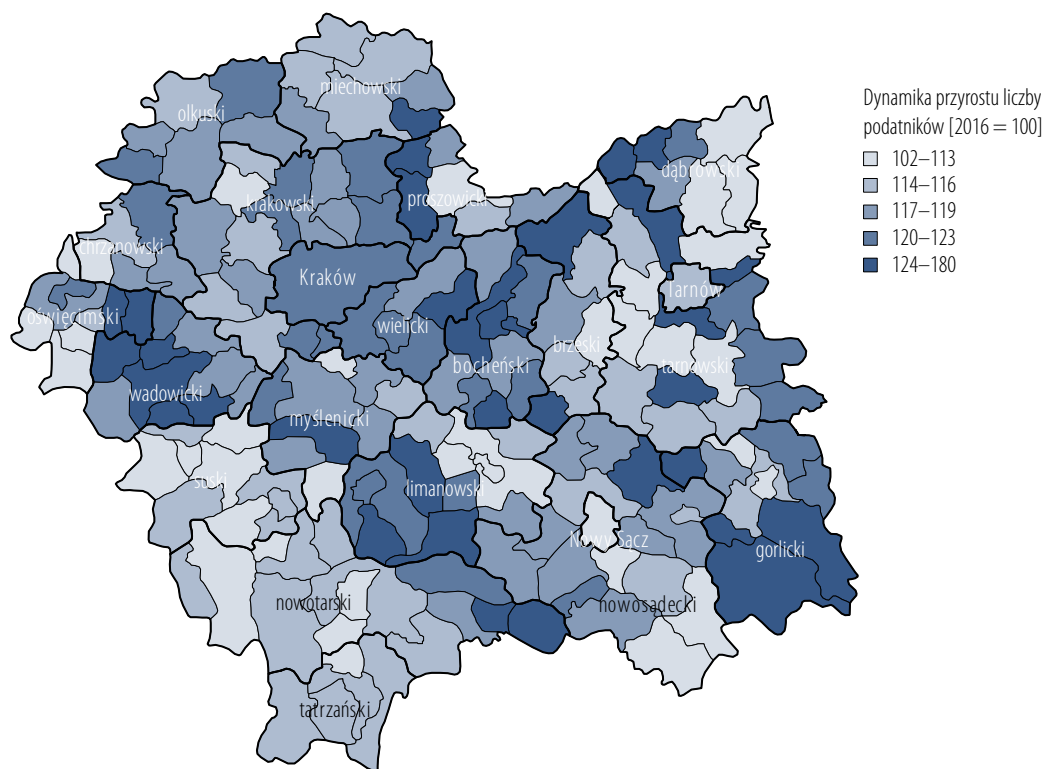 Dynamika przyrostu liczby
podatników [2016 = 100]
102–113
114–116
117–119
120–123
124–180
miechowski
olkuski
dąbrowski
proszowicki
krakowski
chrzanowski
Kraków
Tarnów
oświęcimski
wielicki
brzeski
bocheński
tarnowski
wadowicki
myślenicki
suski
limanowski
Nowy Sącz
gorlicki
nowotarski
nowosądecki
tatrzański